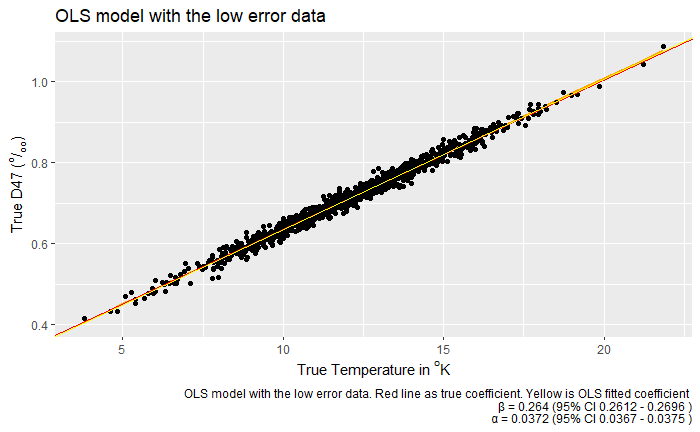 OLS model with the low error data
True D47 (⁰/₀₀)
1.0
0.8
0.6
0.4
5
10
15
20
True Temperature in ᴼK
OLS model with the low error data. Red line as true coefficient. Yellow is OLS fitted coefficient
β = 0.264 (95% CI 0.2612 - 0.2696 )
α = 0.0372 (95% CI 0.0367 - 0.0375 )